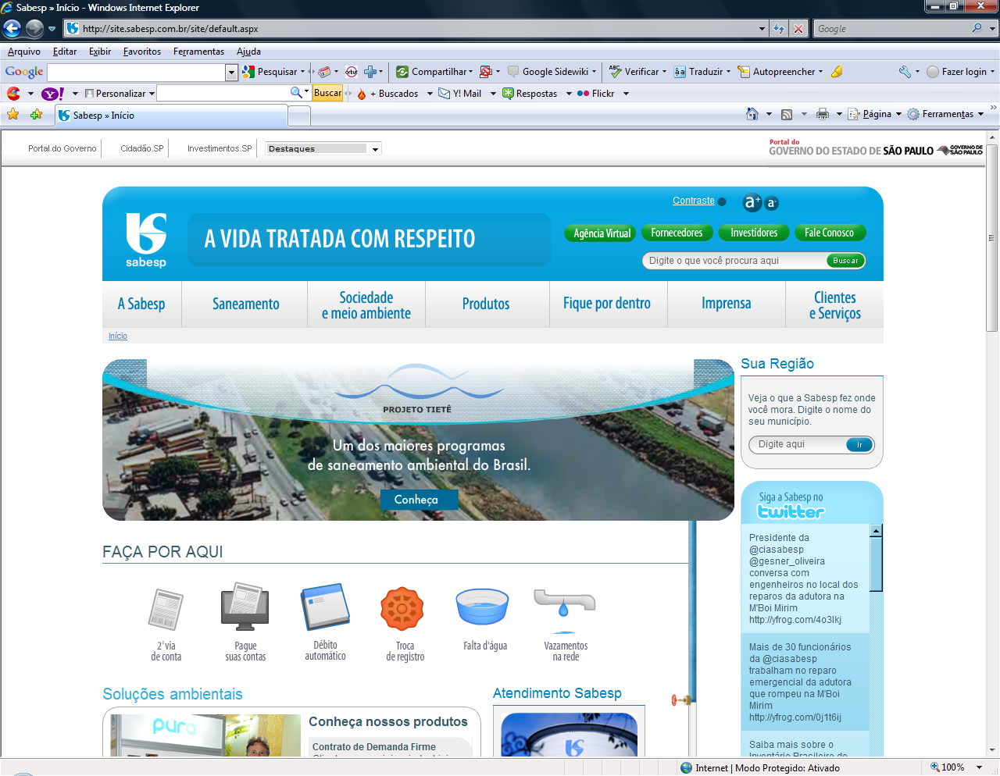 Sabesp » Início - Windows Internet Explorer
http://site.sabesp.com.br/site/default.aspx
Google
Arquivo Editar Exibir Favoritos Ferramentas Ajuda
Google Pesquisar Compartilhar Google Sidewiki Verificar Traduzir Autopreencher Fazer login
Y! Personalizar Buscar + Buscados Y! Mail Respostas Flickr
Sabesp » Início Página Ferramentas
Portal do Governo Cidadão.SP Investimentos.SP Destaques
Portal do
GOVERNO DO ESTADO DE SÃO PAULO
GOVERNO DE
SÃO PAULO
Contraste a+ a-
sabesp
A VIDA TRATADA COM RESPEITO
Agência Virtual Fornecedores Investidores Fale Conosco
Digite o que você procura aqui Buscar
A Sabesp
Saneamento
Sociedade
e meio ambiente
Produtos
Fique por dentro
Imprensa
Clientes
e Serviços
Início
PROJETO TIETÊ
Um dos maiores programas
de saneamento ambiental do Brasil.
Conheça
Sua Região
Veja o que a Sabesp fez onde
você mora. Digite o nome do
seu município.
Digite aqui Ir
Siga a Sabesp no
twitter
Presidente da
@ciasabesp
@gesner_oliveira
conversa com
engenheiros no local dos
reparos da adutora na
M'Boi Mirim
http://yfrog.com/4o3lkj
Mais de 30 funcionários
da @ciasabesp
trabalham no reparo
emergencial da adutora
que rompeu na M'Boi
Mirim
http://yfrog.com/0j1t6ij
Saiba mais sobre o
Inventário Brasileiro de
FAÇA POR AQUI
2ª via
de conta
Pague
suas contas
Débito
automático
Troca
de registro
Falta d'água
Vazamentos
na rede
Soluções ambientais
pura
Conheça nossos produtos
Contrato de Demanda Firme
Atendimento Sabesp
Internet | Modo Protegido: Ativado
100%